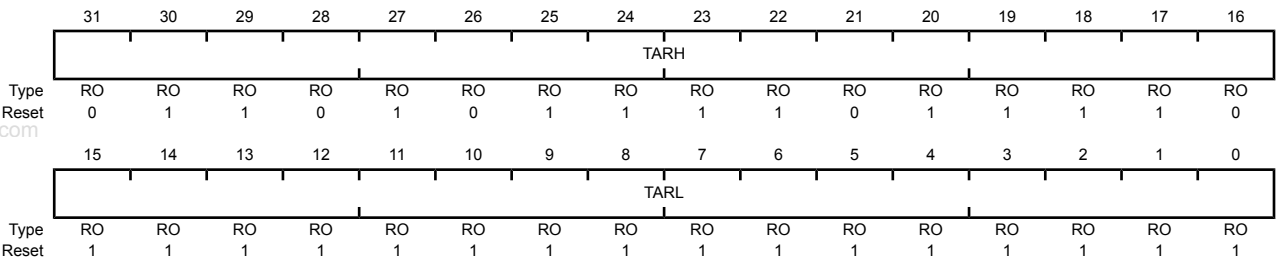 31 30 29 28 27 26 25 24 23 22 21 20 19 18 17 16
TARH
Type RO RO RO RO RO RO RO RO RO RO RO RO RO RO RO RO
Reset 0 1 1 0 1 0 1 1 1 1 0 1 1 1 1 0
com
15 14 13 12 11 10 9 8 7 6 5 4 3 2 1 0
TARL
Type RO RO RO RO RO RO RO RO RO RO RO RO RO RO RO RO
Reset 1 1 1 1 1 1 1 1 1 1 1 1 1 1 1 1